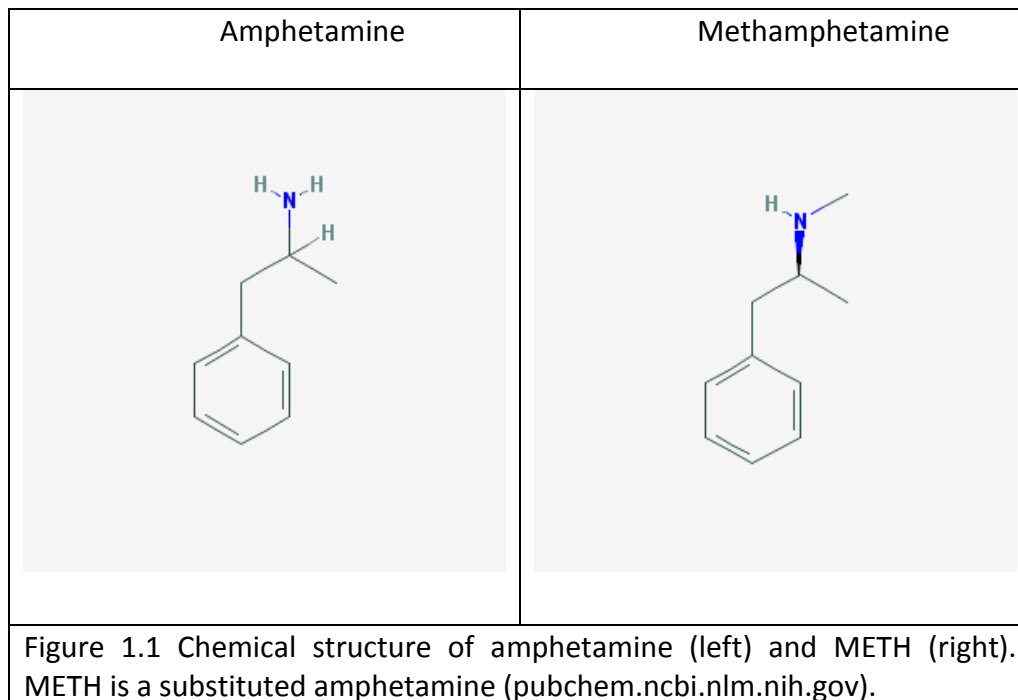 Amphetamine
Methamphetamine
H H
N
H
H
N
Figure 1.1 Chemical structure of amphetamine (left) and METH (right).
METH is a substituted amphetamine (pubchem.ncbi.nlm.nih.gov).